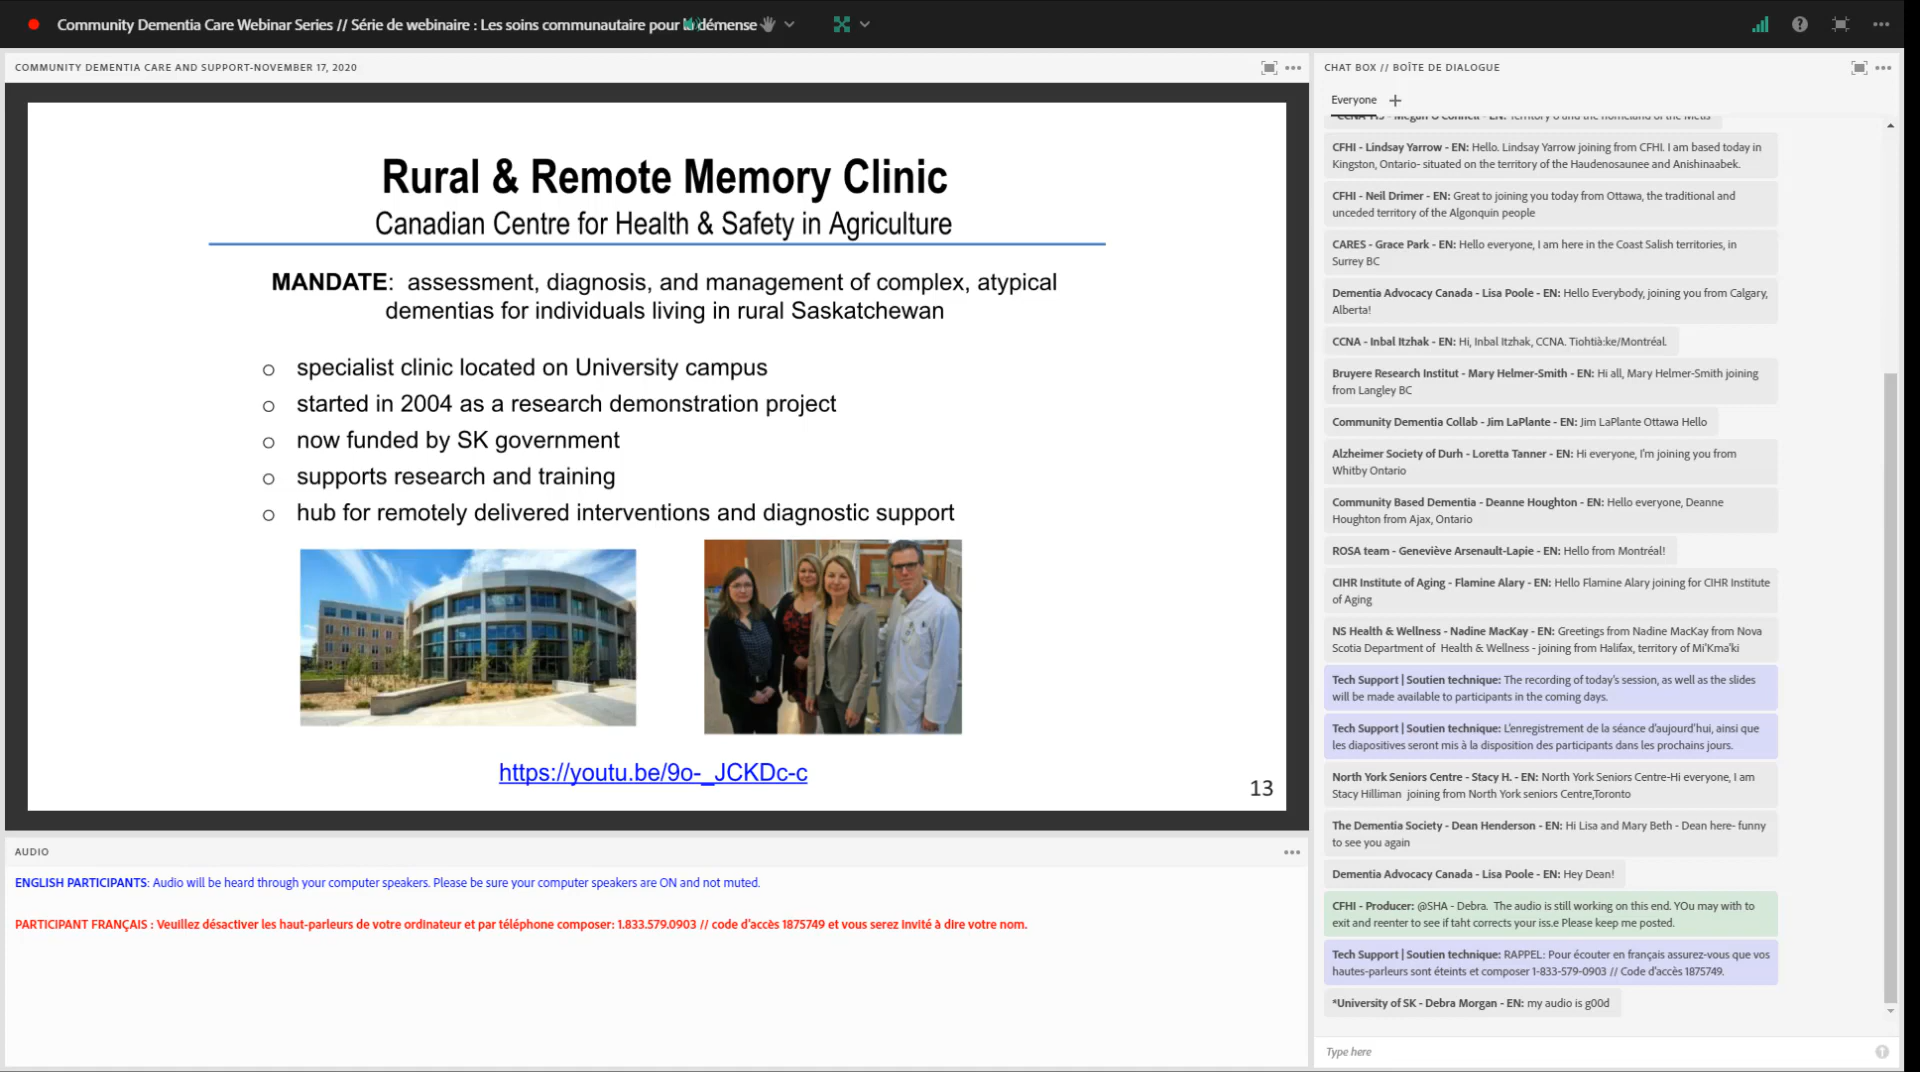 Community Dementia Care Webinar Series // Série de webinaire : Les soins communautaire pour la démense
COMMUNITY DEMENTIA CARE AND SUPPORT-NOVEMBER 17, 2020
Rural & Remote Memory Clinic
Canadian Centre for Health & Safety in Agriculture
MANDATE: assessment, diagnosis, and management of complex, atypical
dementias for individuals living in rural Saskatchewan
o specialist clinic located on University campus
o started in 2004 as a research demonstration project
o now funded by SK government
o supports research and training
o hub for remotely delivered interventions and diagnostic support
https://youtu.be/9o-_JCKDc-c
13
AUDIO
ENGLISH PARTICIPANTS: Audio will be heard through your computer speakers. Please be sure your computer speakers are ON and not muted.
PARTICIPANT FRANÇAIS : Veuillez désactiver les haut-parleurs de votre ordinateur et par téléphone composer: 1.833.579.0903 // code d'accès 1875749 et vous serez invité à dire votre nom.
CHAT BOX // BOÎTE DE DIALOGUE
Everyone
Megan O'Connell - EN: Territory 6 and the homeland of the Metis
CFHI - Lindsay Yarrow - EN: Hello. Lindsay Yarrow joining from CFHI. I am based today in
Kingston, Ontario- situated on the territory of the Haudenosaunee and Anishinaabek.
CFHI - Neil Drimer - EN: Great to joining you today from Ottawa, the traditional and
unceded territory of the Algonquin people
CARES - Grace Park - EN: Hello everyone, I am here in the Coast Salish territories, in
Surrey BC
Dementia Advocacy Canada - Lisa Poole - EN: Hello Everybody, joining you from Calgary,
Alberta!
CCNA - Inbal Itzhak - EN: Hi, Inbal Itzhak, CCNA. Tiohtià:ke/Montréal.
Bruyere Research Institut - Mary Helmer-Smith - EN: Hi all, Mary Helmer-Smith joining
from Langley BC
Community Dementia Collab - Jim LaPlante - EN: Jim LaPlante Ottawa Hello
Alzheimer Society of Durh - Loretta Tanner - EN: Hi everyone, I'm joining you from
Whitby Ontario
Community Based Dementia - Deanne Houghton - EN: Hello everyone, Deanne
Houghton from Ajax, Ontario
ROSA team - Geneviève Arsenault-Lapie - EN: Hello from Montréal!
CIHR Institute of Aging - Flamine Alary - EN: Hello Flamine Alary joining for CIHR Institute
of Aging
NS Health & Wellness - Nadine MacKay - EN: Greetings from Nadine MacKay from Nova
Scotia Department of Health & Wellness - joining from Halifax, territory of Mi'Kma'ki
Tech Support | Soutien technique: The recording of today's session, as well as the slides
will be made available to participants in the coming days.
Tech Support | Soutien technique: L'enregistrement de la séance d'aujourd'hui, ainsi que
les diapositives seront mis à la disposition des participants dans les prochains jours.
North York Seniors Centre - Stacy H. - EN: North York Seniors Centre-Hi everyone, I am
Stacy Hilliman joining from North York seniors Centre,Toronto
The Dementia Society - Dean Henderson - EN: Hi Lisa and Mary Beth - Dean here- funny
to see you again
Dementia Advocacy Canada - Lisa Poole - EN: Hey Dean!
CFHI - Producer: @SHA - Debra. The audio is still working on this end. YOu may with to
exit and reenter to see if taht corrects your iss.e Please keep me posted.
Tech Support | Soutien technique: RAPPEL: Pour écouter en français assurez-vous que vos
hautes-parleurs sont éteints et composer 1-833-579-0903 // Code d'accès 1875749.
*University of SK - Debra Morgan - EN: my audio is g00d
Type here